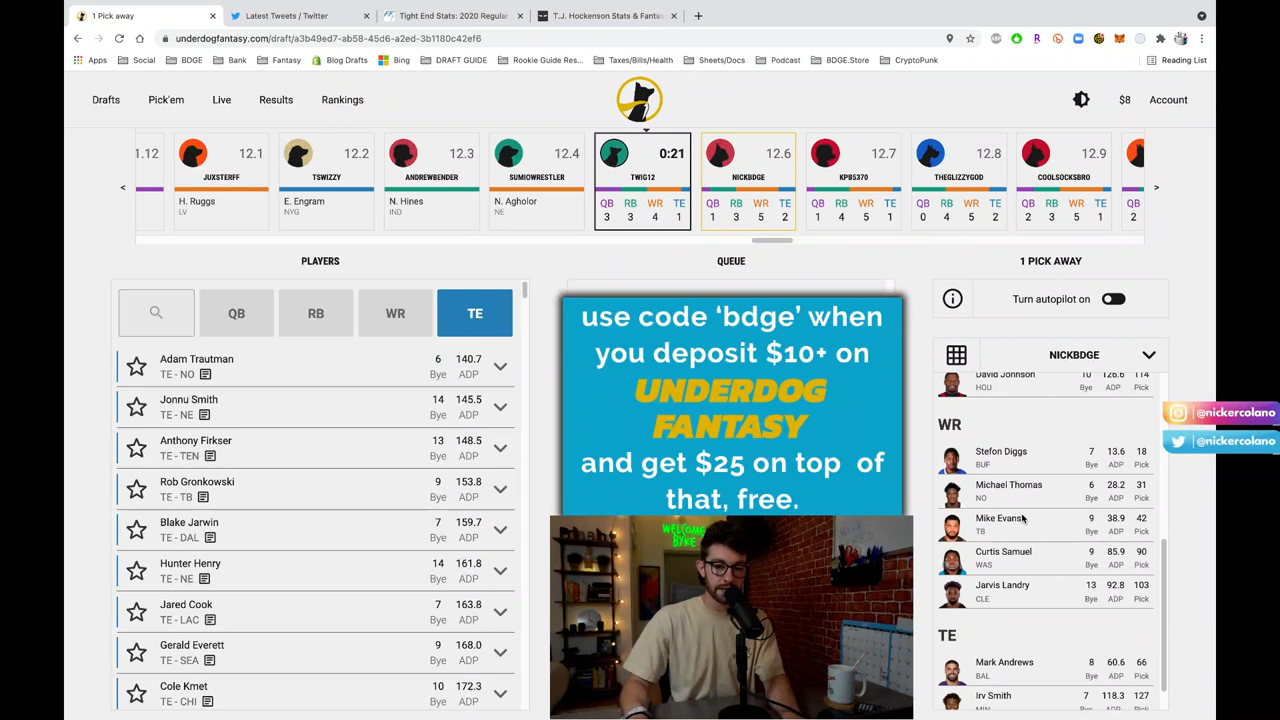 1 Pick away
Latest Tweets / Twitter
Tight End Stats: 2020 Regular
T.J. Hockenson Stats & Fantas
underdogfantasy.com/draft/a3b49ed7-ab58-45d6-a2ed-3b1180c42ef6
Apps
Social
BDGE
Bank
Fantasy
Blog Drafts
Bing
DRAFT GUIDE
Rookie Guide Res...
Taxes/Bills/Health
Sheets/Docs
Podcast
BDGE.Store
CryptoPunk
Reading List
Drafts
Pick'em
Live
Results
Rankings
$8
Account
1.12
12.1
12.2
12.3
12.4
0:21
12.6
12.7
12.8
12.9
JUXSTERFF
TSWIZZY
ANDREWBENDER
SUMIOWRESTLER
TWIG12
NICKBDGE
KPB5370
THEGLIZZYGOD
COOLSOCKSBRO
H. Ruggs
LV
E. Engram
NYG
N. Hines
IND
N. Agholor
NE
QB RB WR TE
3 3 4 1
QB RB WR TE
1 3 5 2
QB RB WR TE
1 4 5 1
QB RB WR TE
0 4 5 2
QB RB WR TE
2 3 5 1
QB
2
PLAYERS
QUEUE
1 PICK AWAY
QB
RB
WR
TE
Adam Trautman 6 140.7
TE - NO Bye ADP
Jonnu Smith 14 145.5
TE - NE Bye ADP
Anthony Firkser 13 148.5
TE - TEN Bye ADP
Rob Gronkowski 9 153.8
TE - TB Bye ADP
Blake Jarwin 7 159.7
TE - DAL Bye ADP
Hunter Henry 14 161.8
TE - NE Bye ADP
Jared Cook 7 163.8
TE - LAC Bye ADP
Gerald Everett 9 168.0
TE - SEA Bye ADP
Cole Kmet 10 172.3
TE - CHI Bye ADP
use code 'bdge' when
you deposit $10+ on
UNDERDOG
FANTASY
and get $25 on top of
that, free.
WELCOME
BYKE
Turn autopilot on
NICKBDGE
David Johnson 10 126.6 114
HOU Bye ADP Pick
WR
Stefon Diggs 7 13.6 18
BUF Bye ADP Pick
Michael Thomas 6 28.2 31
NO Bye ADP Pick
Mike Evans 9 38.9 42
TB Bye ADP Pick
Curtis Samuel 9 85.9 90
WAS Bye ADP Pick
Jarvis Landry 13 92.8 103
CLE Bye ADP Pick
TE
Mark Andrews 8 60.6 66
BAL Bye ADP Pick
Irv Smith 7 118.3 127
MIN Bye ADP Pick
@nickercolano
@nickercolano